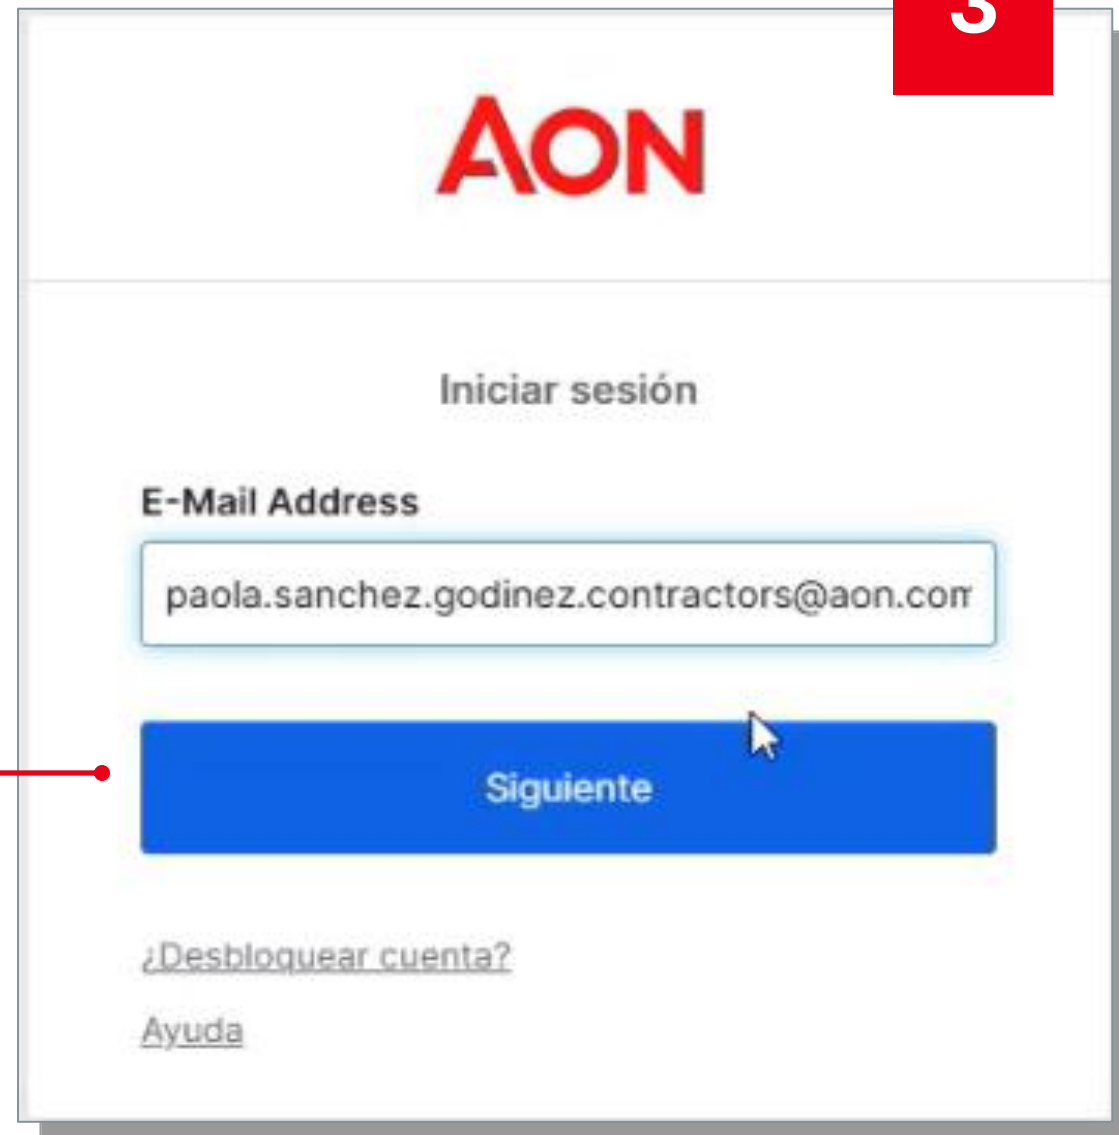 3
AON
Iniciar sesión
E-Mail Address
paola.sanchez.godinez.contractors@aon.com
Siguiente
¿Desbloquear cuenta?
Ayuda